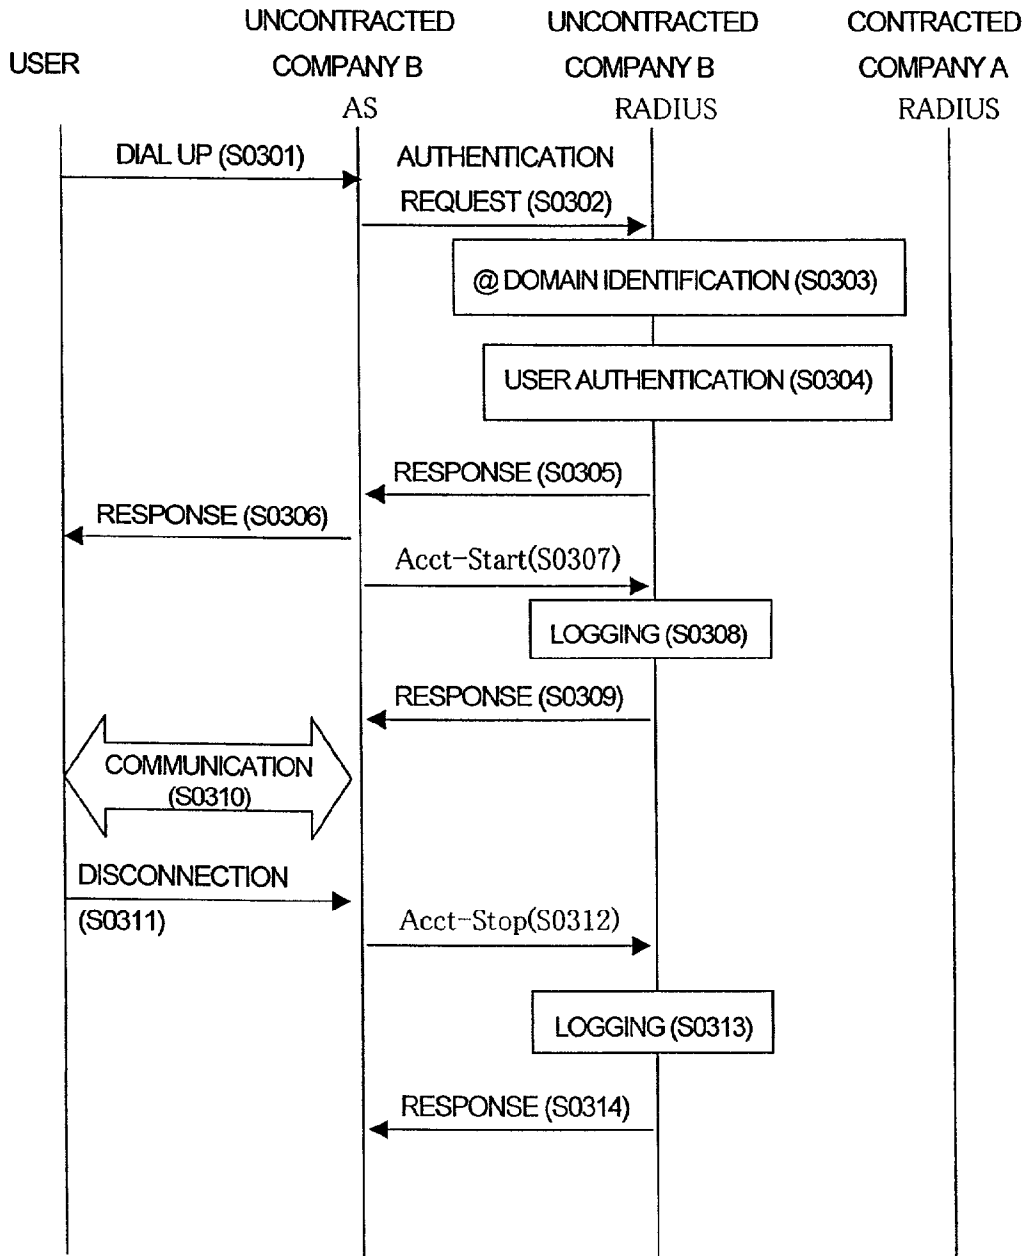 UNCONTRACTED UNCONTRACTED CONTRACTED
USER COMPANY B COMPANY B COMPANY A
AS RADIUS RADIUS
DIAL UP (S0301) AUTHENTICATION
REQUEST (S0302)
@ DOMAIN IDENTIFICATION (S0303)
USER AUTHENTICATION (S0304)
RESPONSE (S0305)
RESPONSE (S0306)
Acct-Start(S0307)
LOGGING (S0308)
RESPONSE (S0309)
COMMUNICATION
(S0310)
DISCONNECTION
(S0311) Acct-Stop(S0312)
LOGGING (S0313)
RESPONSE (S0314)